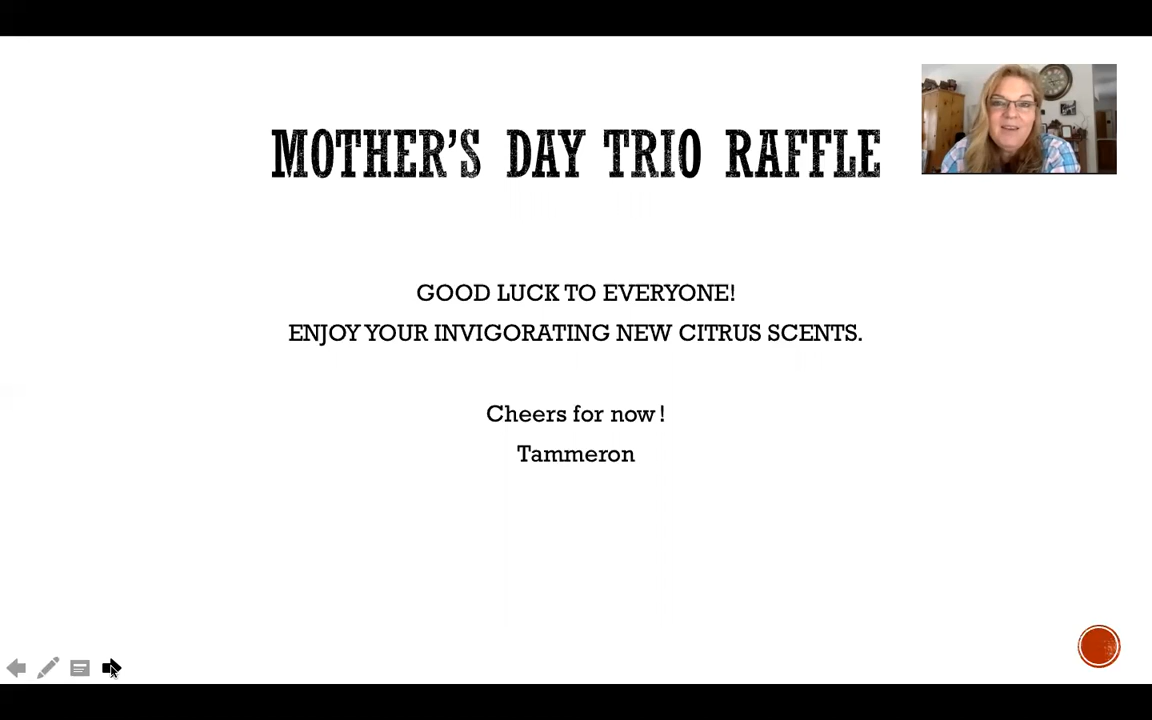 MOTHER'S DAY TRIO RAFFLE
GOOD LUCK TO EVERYONE!
ENJOY YOUR INVIGORATING NEW CITRUS SCENTS.
Cheers for now!
Tammeron